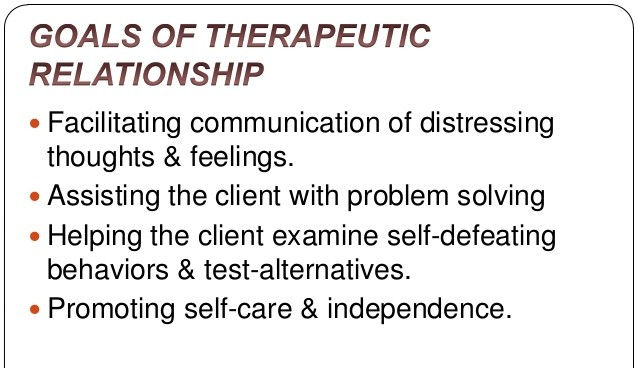 GOALS OF THERAPEUTIC
RELATIONSHIP
• Facilitating communication of distressing
thoughts & feelings.
• Assisting the client with problem solving
• Helping the client examine self-defeating
behaviors & test-alternatives.
• Promoting self-care & independence.